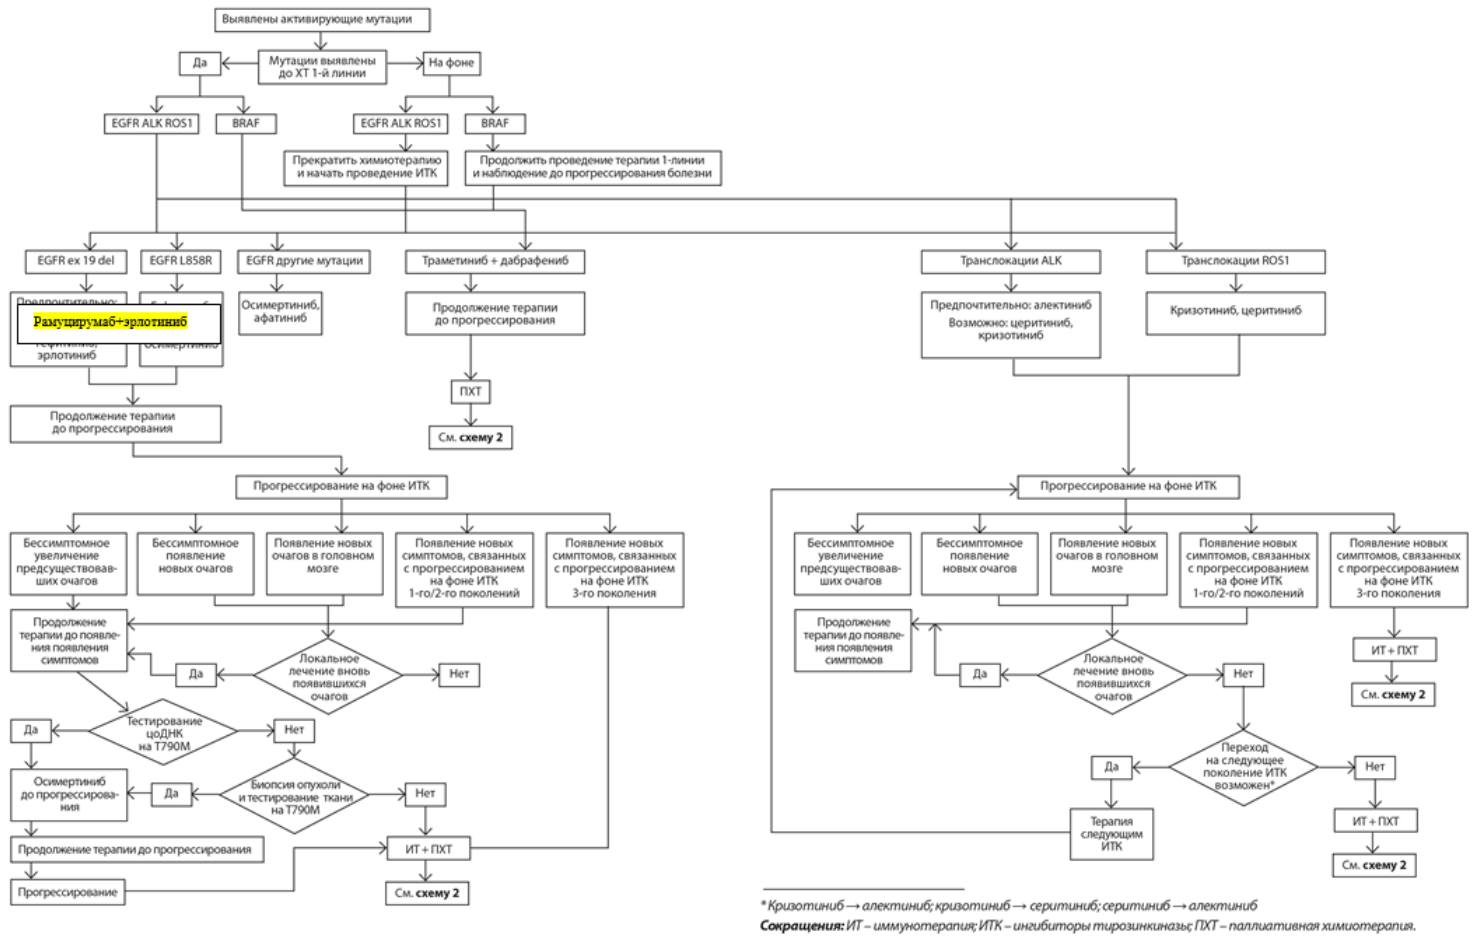 Выявлены активирующие мутации
Да
Мутации выявлены
до ХТ 1-й линии
На фоне
EGFR ALK ROS1
BRAF
EGFR ALK ROS1
BRAF
Прекратить химиотерапию
и начать проведение ИТК
Продолжить проведение терапии 1-линии
и наблюдение до прогрессирования болезни
EGFR ex 19 del
EGFR L858R
EGFR другие мутации
Траметиниб + дабрафениб
Транслокации ALK
Транслокации ROS1
Предпочтительно:
Рамуцирумаб+эрлотиниб
гефитиниб,
эрлотиниб
осимертиниб
Осимертиниб,
афатиниб
Продолжение терапии
до прогрессирования
Предпочтительно: алектиниб
Возможно: церитиниб,
кризотиниб
Кризотиниб, церитиниб
ПХТ
См. схему 2
Продолжение терапии
до прогрессирования
Прогрессирование на фоне ИТК
Бессимптомное
увеличение
предсуществовав-
ших очагов
Бессимптомное
появление
новых очагов
Появление новых
очагов в головном
мозге
Появление новых
симптомов, связанных
с прогрессированием
на фоне ИТК
1-го/2-го поколений
Появление новых
симптомов, связанных
с прогрессированием
на фоне ИТК
3-го поколения
Продолжение
терапии до появле-
ния появления
симптомов
Да
Локальное
лечение вновь
появившихся
очагов
Нет
Да
Тестирование
цоДНК
на T790M
Нет
Осимертиниб
до прогрессирова-
ния
Да
Биопсия опухоли
и тестирование ткани
на T790M
Нет
Продолжение терапии до прогрессирования
ИТ + ПХТ
Прогрессирование
См. схему 2
Прогрессирование на фоне ИТК
Бессимптомное
увеличение
предсуществовав-
ших очагов
Бессимптомное
появление
новых очагов
Появление новых
очагов в головном
мозге
Появление новых
симптомов, связанных
с прогрессированием
на фоне ИТК
1-го/2-го поколений
Появление новых
симптомов, связанных
с прогрессированием
на фоне ИТК
3-го поколения
Продолжение
терапии до появле-
ния появления
симптомов
Да
Локальное
лечение вновь
появившихся
очагов
Нет
ИТ + ПХТ
См. схему 2
Да
Переход
на следующее
поколение ИТК
возможен*
Нет
Терапия
следующим
ИТК
ИТ + ПХТ
См. схему 2
* Кризотиниб → алектиниб; кризотиниб → серитиниб; серитиниб → алектиниб
Сокращения: ИТ – иммунотерапия; ИТК – ингибиторы тирозинкиназы; ПХТ – паллиативная химиотерапия.